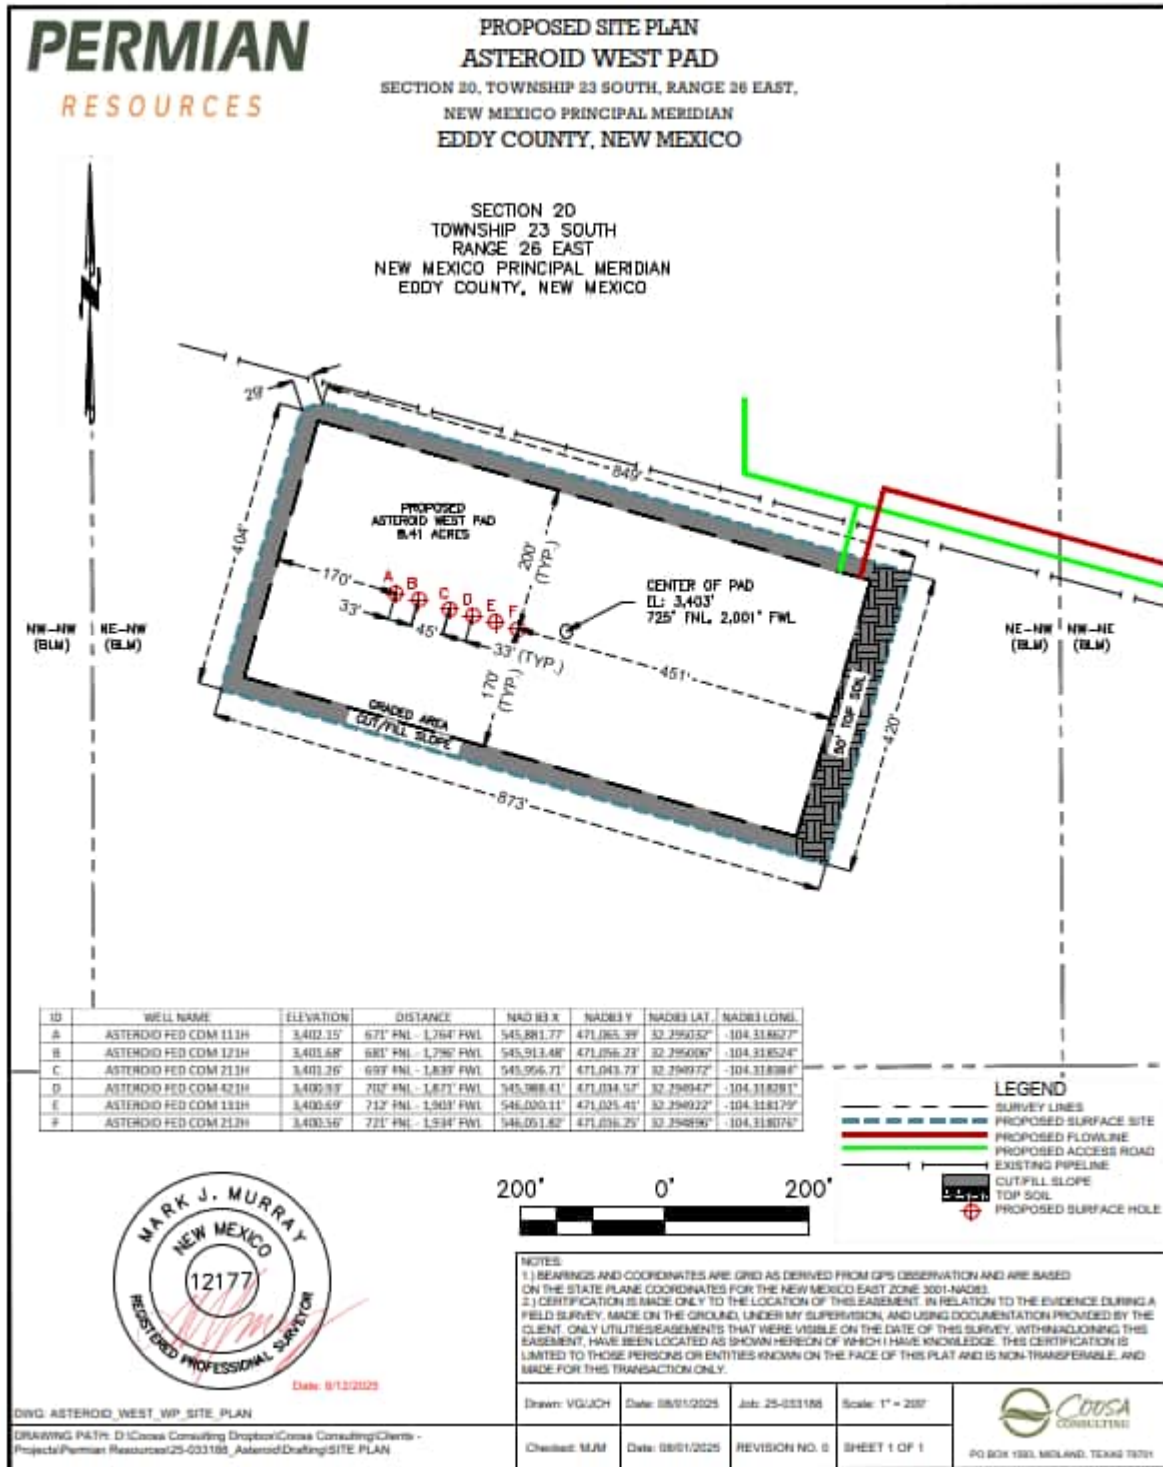 PERMIAN
RESOURCES
PROPOSED SITE PLAN
ASTEROID WEST PAD
SECTION 20, TOWNSHIP 23 SOUTH, RANGE 26 EAST,
NEW MEXICO PRINCIPAL MERIDIAN
EDDY COUNTY, NEW MEXICO
SECTION 20
TOWNSHIP 23 SOUTH
RANGE 26 EAST
NEW MEXICO PRINCIPAL MERIDIAN
EDDY COUNTY, NEW MEXICO
N
29'
849'
404'
PROPOSED
ASTEROID WEST PAD
ACRES
200'
(TYP.)
170'
A
B
C
D
E
F
33'
45'
33' (TYP.)
170'
(TYP.)
CENTER OF PAD
EL: 3,403'
725' FNL, 2,001' FWL
451'
50' TOP SOIL
420'
GRADED AREA
CUT/FILL SLOPE
873'
NW-NW
(BLM)
NE-NW
(BLM)
NE-NW
(BLM)
NW-NE
(BLM)
ID WELL NAME ELEVATION DISTANCE NAD 83 X NAD83 Y NAD83 LAT. NAD83 LONG.
A ASTEROID FED COM 111H 3,402.15' 671' FNL - 1,764' FWL 545,881.77' 471,065.39' 32.295032° -104.318627°
B ASTEROID FED COM 121H 3,401.68' 681' FNL - 1,796' FWL 545,913.48' 471,056.23' 32.295006° -104.318524°
C ASTEROID FED COM 211H 3,401.26' 693' FNL - 1,839' FWL 545,956.71' 471,043.73' 32.294972° -104.318384°
D ASTEROID FED COM 421H 3,400.93' 702' FNL - 1,871' FWL 545,988.41' 471,034.57' 32.294947° -104.318281°
E ASTEROID FED COM 131H 3,400.69' 712' FNL - 1,903' FWL 546,020.11' 471,025.41' 32.294922° -104.318179°
F ASTEROID FED COM 212H 3,400.56' 721' FNL - 1,934' FWL 546,051.82' 471,016.25' 32.294896° -104.318076°
LEGEND
SURVEY LINES
PROPOSED SURFACE SITE
PROPOSED FLOWLINE
PROPOSED ACCESS ROAD
EXISTING PIPELINE
CUT/FILL SLOPE
TOP SOIL
PROPOSED SURFACE HOLE
200' 0' 200'
MARK J. MURRAY
NEW MEXICO
12177
REGISTERED PROFESSIONAL SURVEYOR
Date: 8/12/2025
NOTES:
1.) BEARINGS AND COORDINATES ARE GRID AS DERIVED FROM GPS OBSERVATION AND ARE BASED
ON THE STATE PLANE COORDINATES FOR THE NEW MEXICO EAST ZONE 3001-NAD83.
2.) CERTIFICATION IS MADE ONLY TO THE LOCATION OF THIS EASEMENT, IN RELATION TO THE EVIDENCE DURING A
FIELD SURVEY, MADE ON THE GROUND, UNDER MY SUPERVISION, AND USING DOCUMENTATION PROVIDED BY THE
CLIENT. ONLY UTILITIES/EASEMENTS THAT WERE VISIBLE ON THE DATE OF THIS SURVEY, WITHIN/ADJOINING THIS
EASEMENT, HAVE BEEN LOCATED AS SHOWN HEREON OF WHICH I HAVE KNOWLEDGE. THIS CERTIFICATION IS
LIMITED TO THOSE PERSONS OR ENTITIES KNOWN ON THE FACE OF THIS PLAT AND IS NON-TRANSFERABLE, AND
MADE FOR THIS TRANSACTION ONLY.
DWG: ASTEROID_WEST_WP_SITE_PLAN
DRAWING PATH: D:\Coosa Consulting Dropbox\Coosa Consulting\Clients -
Projects\Permian Resources\25-033188_Asteroid\Drafting\SITE PLAN
Drawn: VG/JCH Date: 08/01/2025 Job: 25-033188 Scale: 1" = 200'
Checked: MJM Date: 08/01/2025 REVISION NO. 0 SHEET 1 OF 1
COOSA
CONSULTING
PO BOX 1583, MIDLAND, TEXAS 79701